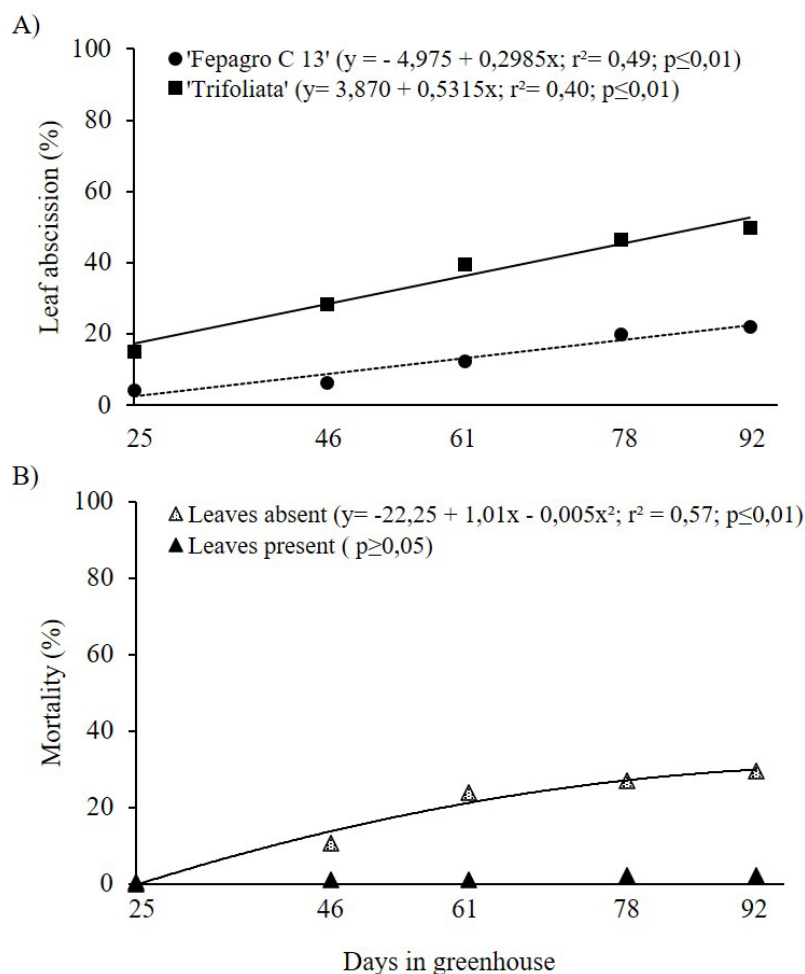 A)
100
80
60
40
20
0
Leaf abscission (%)
'Fepagro C 13' (y = - 4,975 + 0,2985x; r²= 0,49; p≤0,01)
'Trifoliata' (y= 3,870 + 0,5315x; r²= 0,40; p≤0,01)
25 46 61 78 92
B)
100
80
60
40
20
0
Mortality (%)
Leaves absent (y= -22,25 + 1,01x - 0,005x²; r² = 0,57; p≤0,01)
Leaves present ( p≥0,05)
25 46 61 78 92
Days in greenhouse